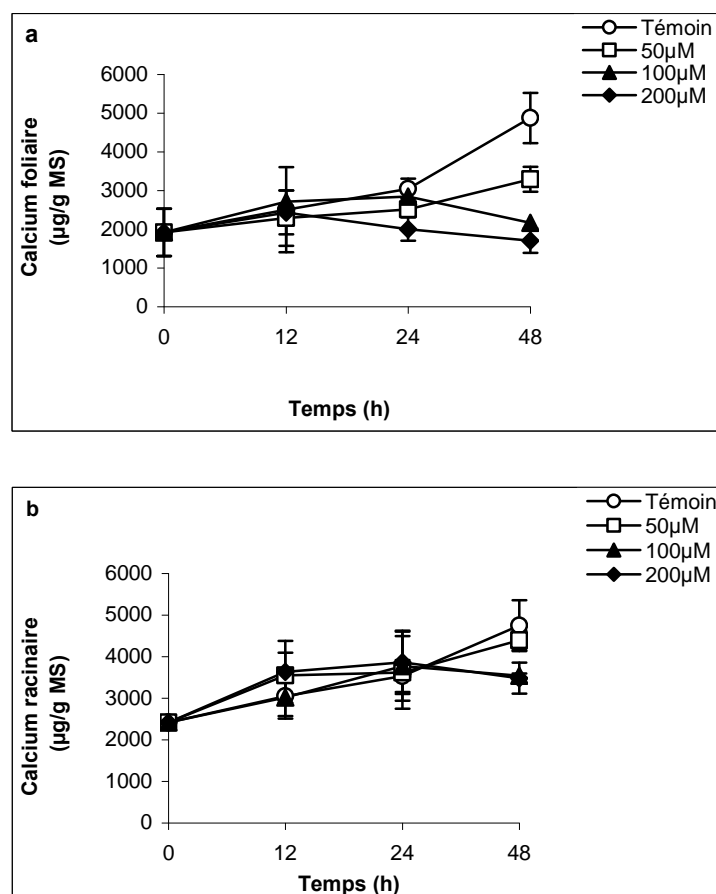 a
Témoin
50µM
100µM
200µM
Calcium foliaire
(µg/g MS)
6000
5000
4000
3000
2000
1000
0
0 12 24 48
Temps (h)
b
Témoin
50µM
100µM
200µM
Calcium racinaire
(µg/g MS)
6000
5000
4000
3000
2000
1000
0
0 12 24 48
Temps (h)